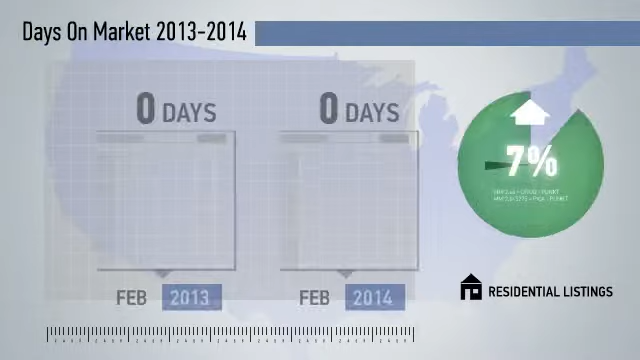 Days On Market 2013-2014
0 DAYS
0 DAYS
7%
FEB 2013
FEB 2014
RESIDENTIAL LISTINGS